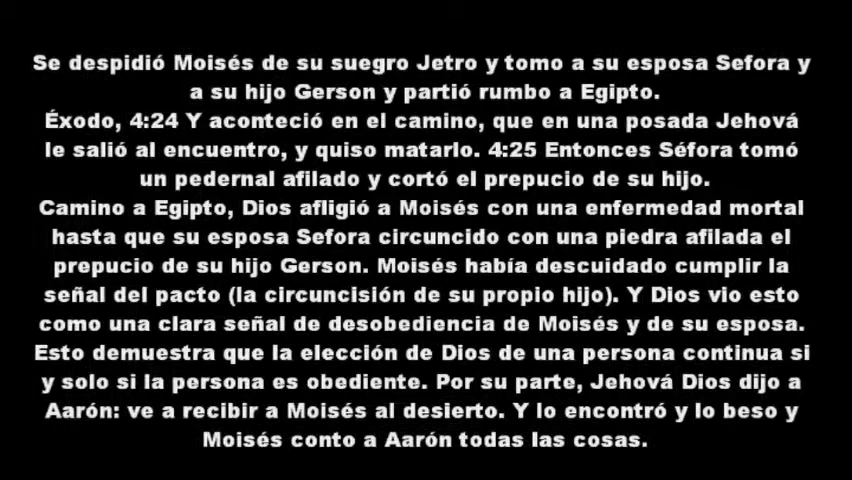 Se despidió Moisés de su suegro Jetro y tomo a su esposa Sefora y
a su hijo Gerson y partió rumbo a Egipto.
Éxodo, 4:24 Y aconteció en el camino, que en una posada Jehová
le salió al encuentro, y quiso matarlo. 4:25 Entonces Séfora tomó
un pedernal afilado y cortó el prepucio de su hijo.
Camino a Egipto, Dios afligió a Moisés con una enfermedad mortal
hasta que su esposa Sefora circuncido con una piedra afilada el
prepucio de su hijo Gerson. Moisés había descuidado cumplir la
señal del pacto (la circuncisión de su propio hijo). Y Dios vio esto
como una clara señal de desobediencia de Moisés y de su esposa.
Esto demuestra que la elección de Dios de una persona continua si
y solo si la persona es obediente. Por su parte, Jehová Dios dijo a
Aarón: ve a recibir a Moisés al desierto. Y lo encontró y lo beso y
Moisés conto a Aarón todas las cosas.